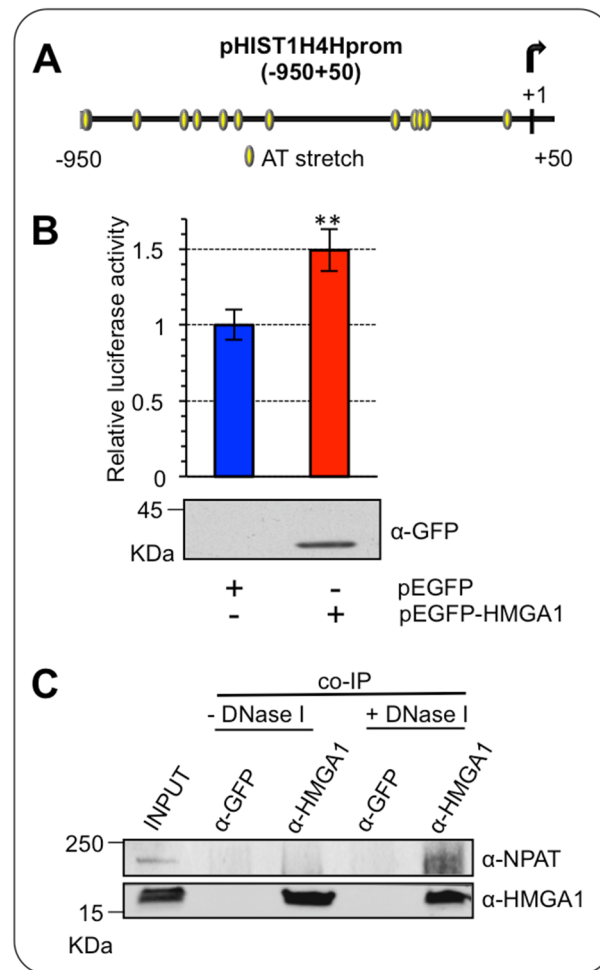 A
pHIST1H4Hprom
(-950+50)
+1
-950
AT stretch
+50
B
Relative luciferase activity
**
1.5
1
0.5
0
45
KDa
α-GFP
+ - pEGFP
- + pEGFP-HMGA1
C
co-IP
- DNase I + DNase I
INPUT α-GFP α-HMGA1 α-GFP α-HMGA1
250
α-NPAT
α-HMGA1
15
KDa